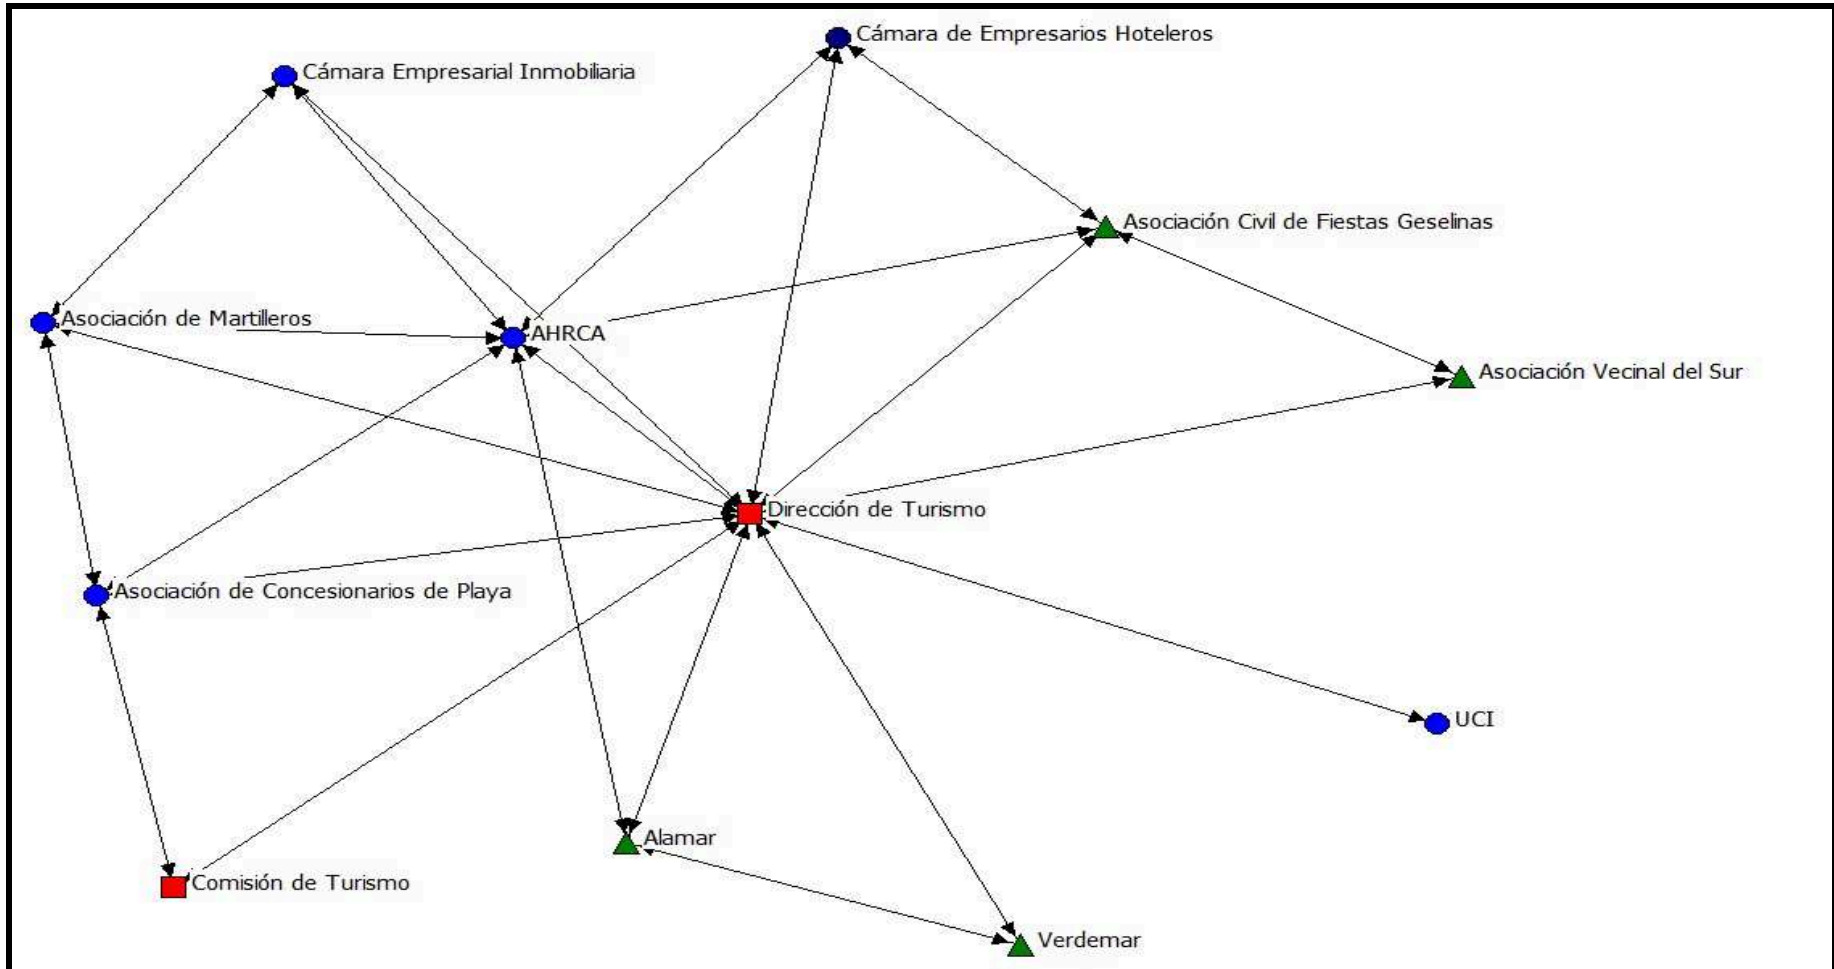 Cámara de Empresarios Hoteleros
Cámara Empresarial Inmobiliaria
Asociación Civil de Fiestas Geselinas
Asociación de Martilleros
AHRCA
Asociación Vecinal del Sur
Dirección de Turismo
Asociación de Concesionarios de Playa
UCI
Alamar
Comisión de Turismo
Verdemar